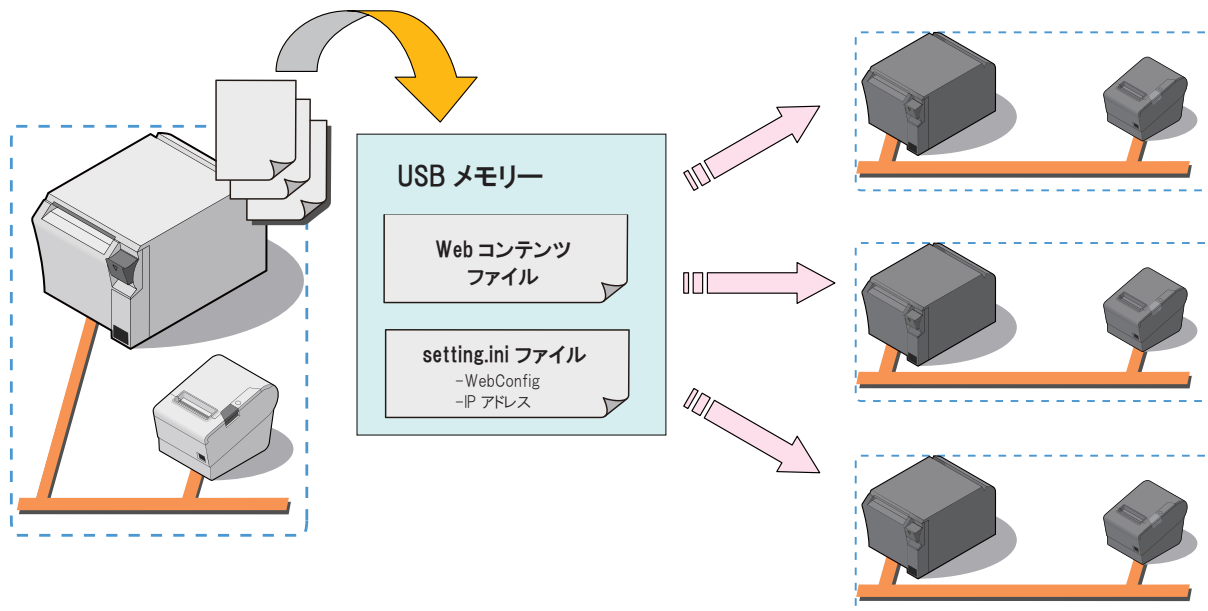 USB メモリー
Web コンテンツ
ファイル
setting.ini ファイル
-WebConfig
-IP アドレス